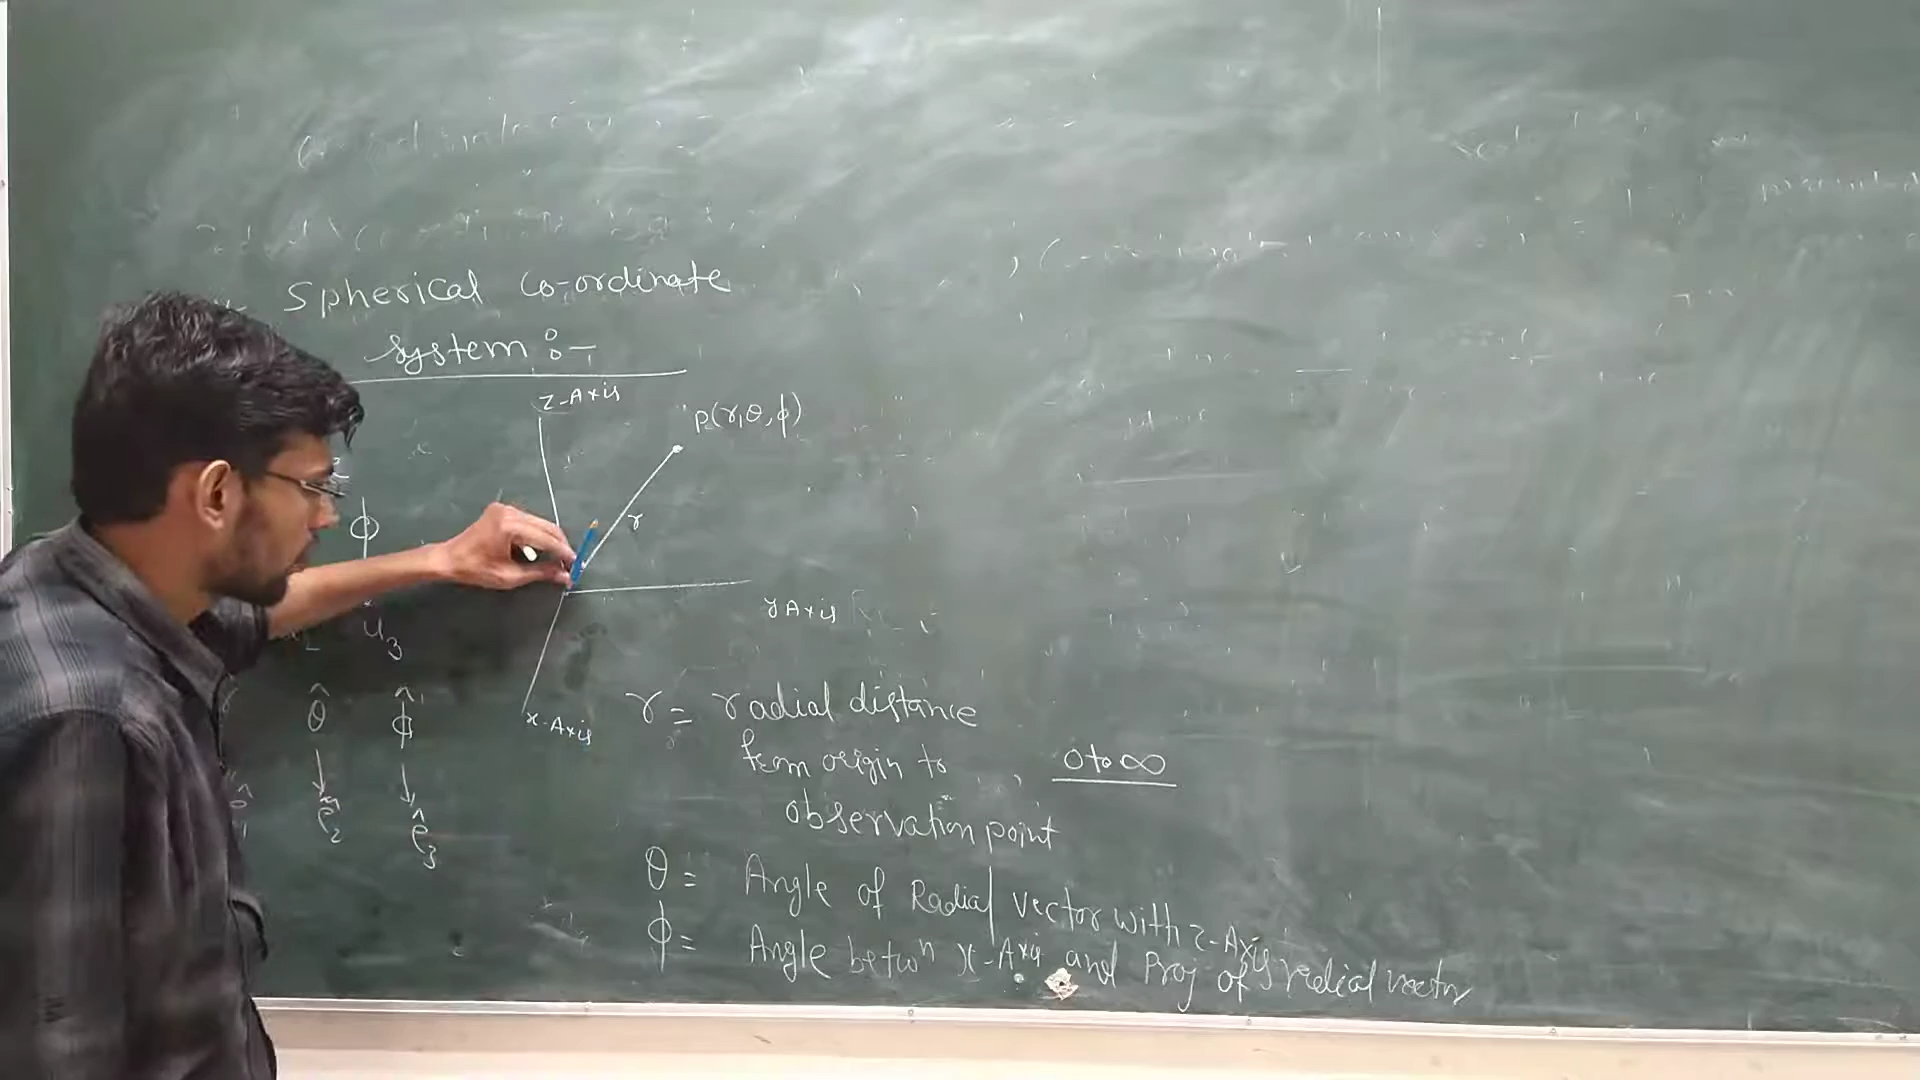 Spherical Co-ordinate
System :-
Z-Axis
P(r,θ,φ)
r
φ
y Axis
u3
x-Axis
θ̂ φ̂
ê2 ê3
r = radial distance
from origin to , 0 to ∞
observation point
θ = Angle of Radial vector with z-Axis
φ = Angle betwn x-Axis and Proj of redical vector